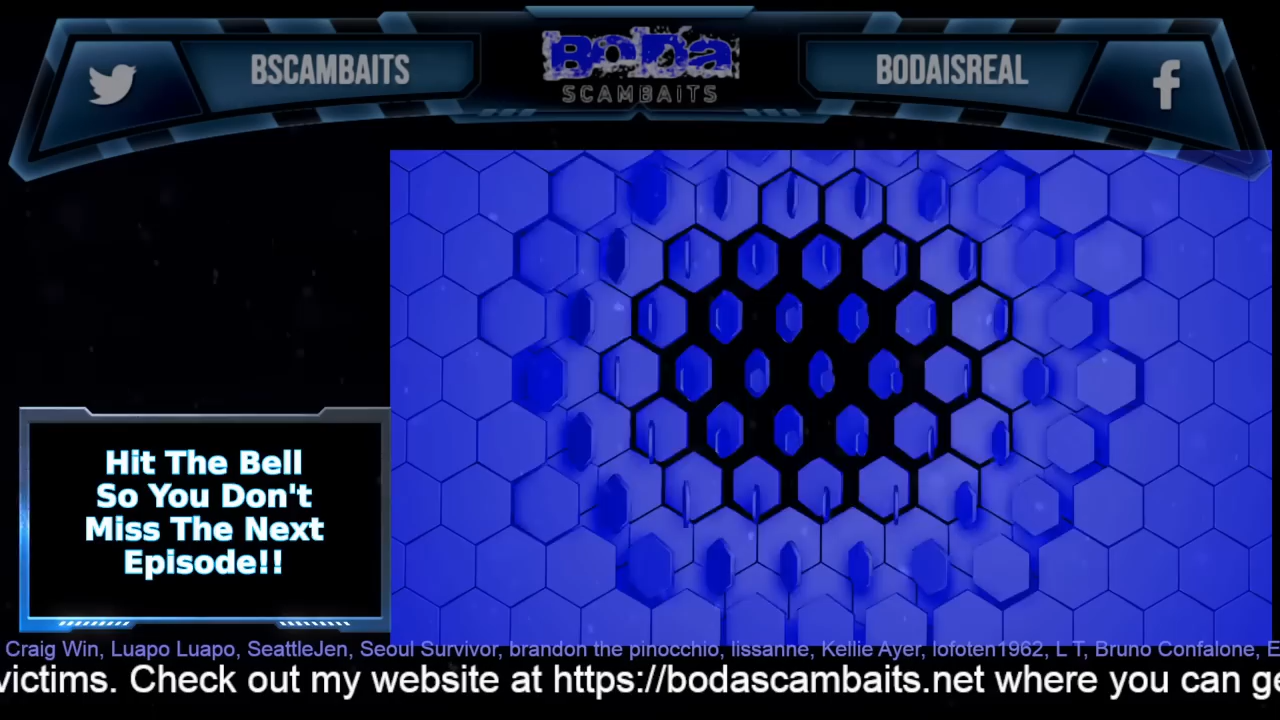 BSCAMBAITS
BODa
SCAMBAiTS
BODAISREAL
Hit The Bell
So You Don't
Miss The Next
Episode!!
Craig Win, Luapo Luapo, SeattleJen, Seoul Survivor, brandon the pinocchio, lissanne, Kellie Ayer, lofoten1962, L T, Bruno Confalone, E
victims. Check out my website at https://bodascambaits.net where you can ge